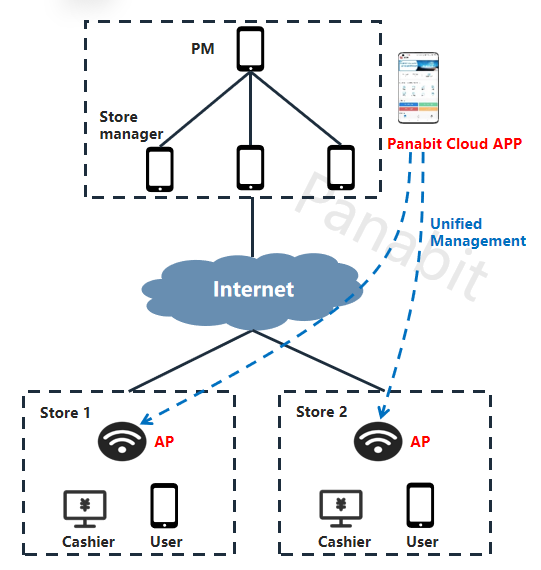 PM
Store
manager
Panabit Cloud APP
Unified
Management
Panabit
Internet
Store 1
AP
¥
Cashier
User
Store 2
AP
¥
Cashier
User